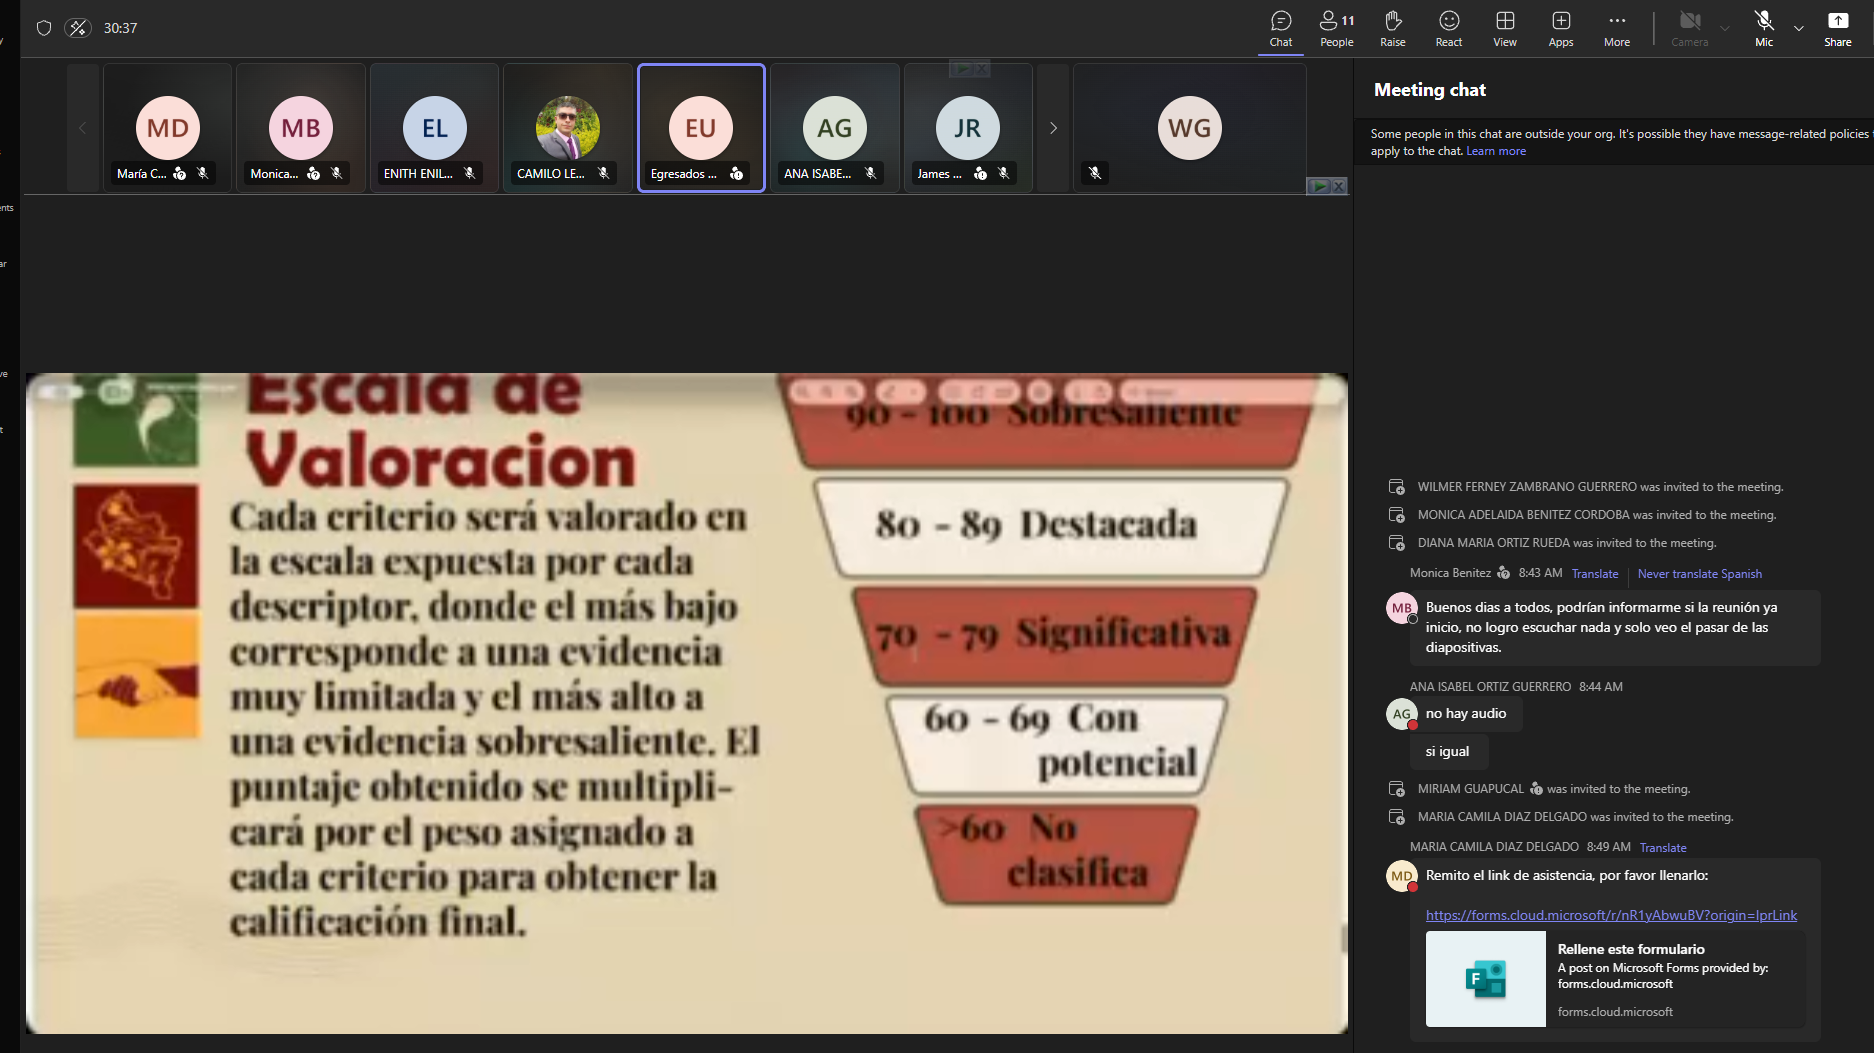 30:37
Chat
People
11
Raise
React
View
Apps
More
Camera
Mic
Share
MD
María C...
MB
Monica...
EL
ENITH ENIL...
CAMILO LE...
EU
Egresados ...
AG
ANA ISABE...
JR
James ...
WG
Escala de
Valoracion
Cada criterio será valorado en
la escala expuesta por cada
descriptor, donde el más bajo
corresponde a una evidencia
muy limitada y el más alto a
una evidencia sobresaliente. El
puntaje obtenido se multipli-
cará por el peso asignado a
cada criterio para obtener la
calificación final.
90 - 100 Sobresaliente
80 - 89 Destacada
70 - 79 Significativa
60 - 69 Con
potencial
>60 No
clasifica
Meeting chat
Some people in this chat are outside your org. It's possible they have message-related policies
apply to the chat. Learn more
WILMER FERNEY ZAMBRANO GUERRERO was invited to the meeting.
MONICA ADELAIDA BENITEZ CORDOBA was invited to the meeting.
DIANA MARIA ORTIZ RUEDA was invited to the meeting.
Monica Benitez 8:43 AM Translate Never translate Spanish
MB
Buenos dias a todos, podrían informarme si la reunión ya
inicio, no logro escuchar nada y solo veo el pasar de las
diapositivas.
ANA ISABEL ORTIZ GUERRERO 8:44 AM
AG
no hay audio
si igual
MIRIAM GUAPUCAL was invited to the meeting.
MARIA CAMILA DIAZ DELGADO was invited to the meeting.
MARIA CAMILA DIAZ DELGADO 8:49 AM Translate
MD
Remito el link de asistencia, por favor llenarlo:
https://forms.cloud.microsoft/r/nR1yAbwuBV?origin=lprLink
F
Rellene este formulario
A post on Microsoft Forms provided by:
forms.cloud.microsoft
forms.cloud.microsoft